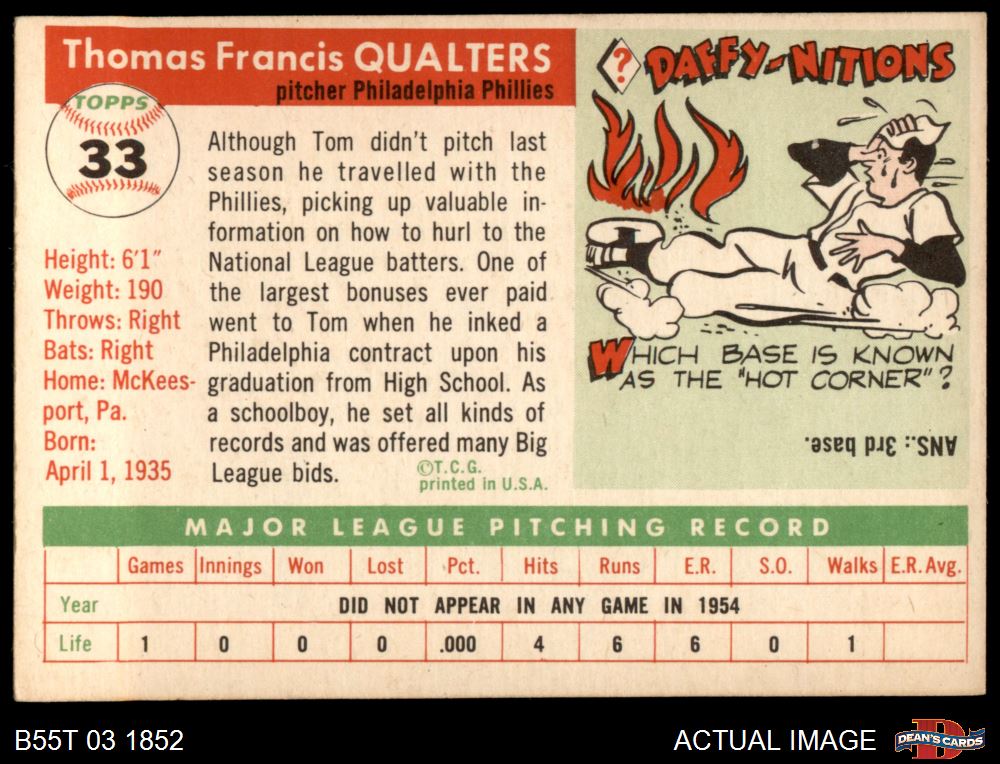 Thomas Francis QUALTERS
pitcher Philadelphia Phillies
TOPPS
33
Height: 6'1"
Weight: 190
Throws: Right
Bats: Right
Home: McKees-
port, Pa.
Born:
April 1, 1935
Although Tom didn't pitch last
season he travelled with the
Phillies, picking up valuable in-
formation on how to hurl to the
National League batters. One of
the largest bonuses ever paid
went to Tom when he inked a
Philadelphia contract upon his
graduation from High School. As
a schoolboy, he set all kinds of
records and was offered many Big
League bids.
©T.C.G.
printed in U.S.A.
? DAFFY-NITIONS
WHICH BASE IS KNOWN
AS THE "HOT CORNER"?
ANS.: 3rd base.
MAJOR LEAGUE PITCHING RECORD
Games Innings Won Lost Pct. Hits Runs E.R. S.O. Walks E.R. Avg.
Year DID NOT APPEAR IN ANY GAME IN 1954
Life 1 0 0 0 .000 4 6 6 0 1
B55T 03 1852
ACTUAL IMAGE
D
DEAN'S CARDS